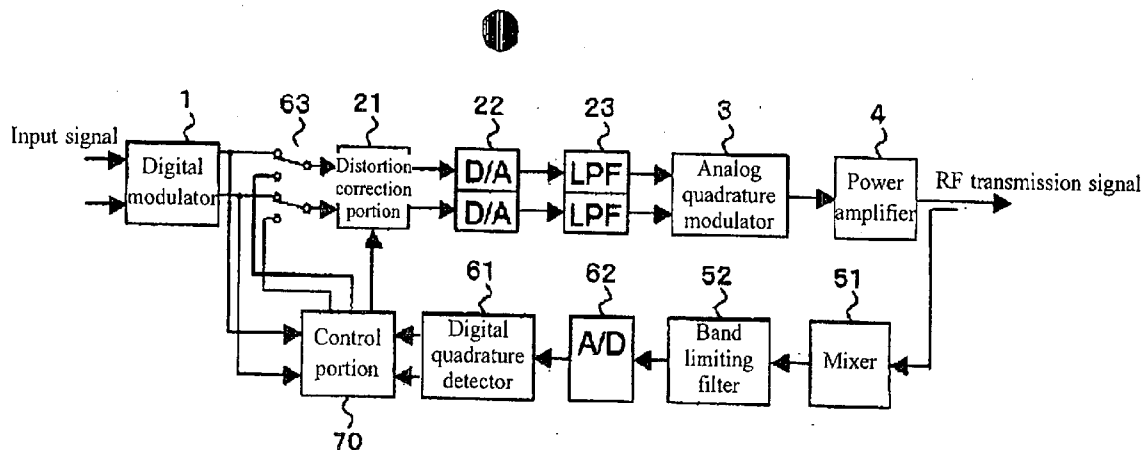 1
63
21
22
23
3
4
Input signal
Digital
modulator
Distortion
correction
portion
D/A
D/A
LPF
LPF
Analog
quadrature
modulator
Power
amplifier
RF transmission signal
61
62
52
51
Control
portion
Digital
quadrature
detector
A/D
Band
limiting
filter
Mixer
70